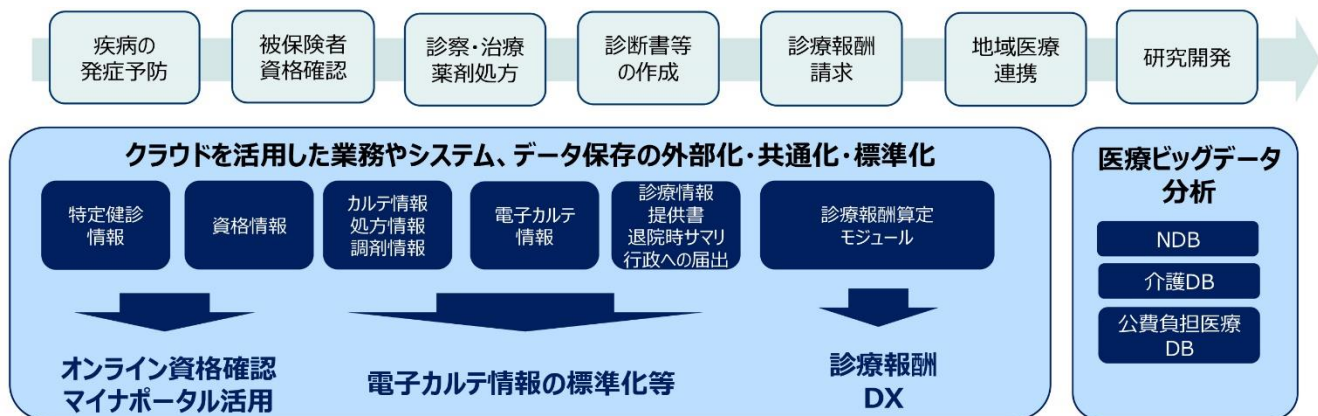 疾病の
発症予防
被保険者
資格確認
診察・治療
薬剤処方
診断書等
の作成
診療報酬
請求
地域医療
連携
研究開発
クラウドを活用した業務やシステム、データ保存の外部化・共通化・標準化
特定健診
情報
資格情報
カルテ情報
処方情報
調剤情報
電子カルテ
情報
診療情報
提供書
退院時サマリ
行政への届出
診療報酬算定
モジュール
オンライン資格確認
マイナポータル活用
電子カルテ情報の標準化等
診療報酬
DX
医療ビッグデータ
分析
NDB
介護DB
公費負担医療
DB